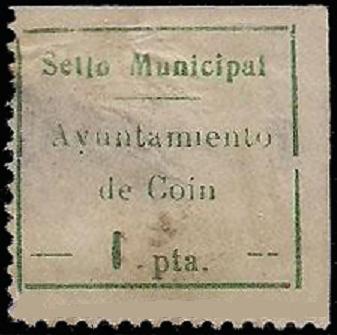 Sello Municipal
Ayuntamiento
de Coin
1 pta.